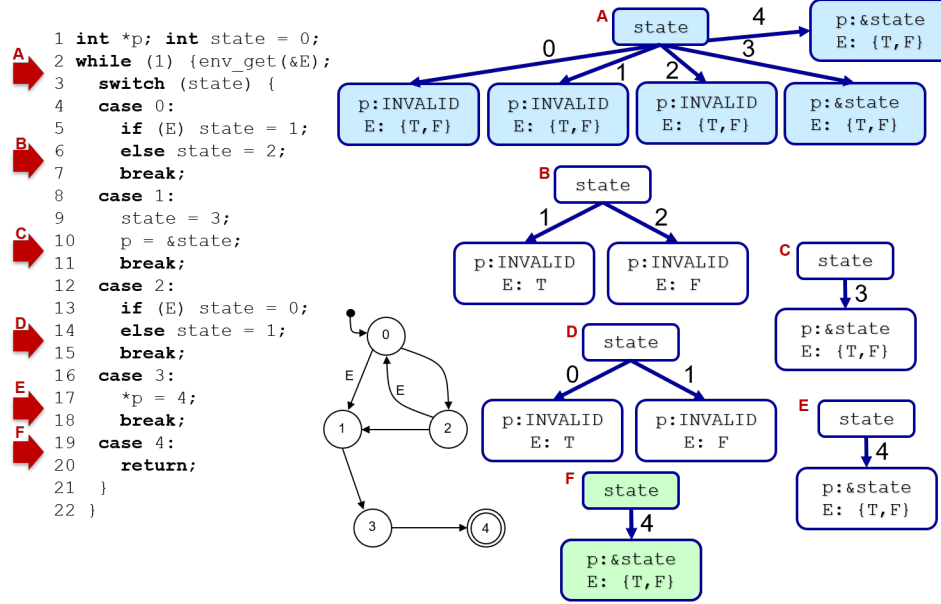 1 int *p; int state = 0;
2 while (1) {env_get(&E);
3 switch (state) {
4 case 0:
5 if (E) state = 1;
6 else state = 2;
7 break;
8 case 1:
9 state = 3;
10 p = &state;
11 break;
12 case 2:
13 if (E) state = 0;
14 else state = 1;
15 break;
16 case 3:
17 *p = 4;
18 break;
19 case 4:
20 return;
21 }
22 }
A
B
C
D
E
F
A
state
0
1
2
3
4
p:&state
E: {T,F}
p:INVALID
E: {T,F}
p:INVALID
E: {T,F}
p:INVALID
E: {T,F}
p:&state
E: {T,F}
B
state
1
2
p:INVALID
E: T
p:INVALID
E: F
C
state
3
p:&state
E: {T,F}
D
state
0
1
p:INVALID
E: T
p:INVALID
E: F
E
state
4
p:&state
E: {T,F}
F
state
4
p:&state
E: {T,F}
0
E
E
1
2
3
4